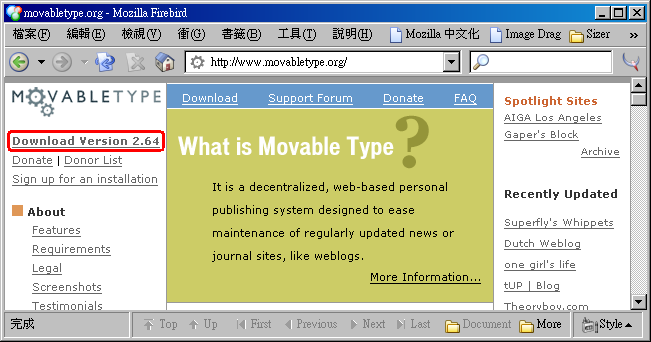 movabletype.org - Mozilla Firebird
檔案(F) 編輯(E) 檢視(V) 衝(G) 書籤(B) 工具(T) 說明(H) Mozilla 中文化 Image Drag Sizer
http://www.movabletype.org/
MOVABLETYPE
Download Version 2.64
Donate | Donor List
Sign up for an installation
About
Features
Requirements
Legal
Screenshots
Testimonials
Download Support Forum Donate FAQ
What is Movable Type ?
It is a decentralized, web-based personal
publishing system designed to ease
maintenance of regularly updated news or
journal sites, like weblogs.
More Information...
Spotlight Sites
AIGA Los Angeles
Gaper's Block
Archive
Recently Updated
Superfly's Whippets
Dutch Weblog
one girl's life
tUP | Blog
Theoryboy.com
完成 Top Up First Previous Next Last Document More Style